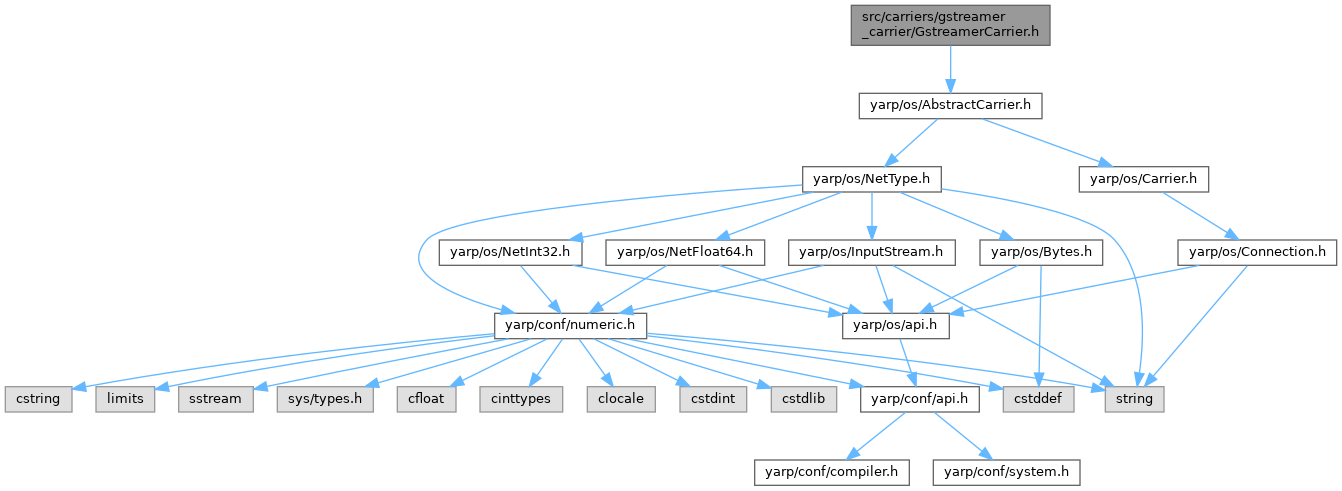 src/carriers/gstreamer
_carrier/GstreamerCarrier.h
yarp/os/AbstractCarrier.h
yarp/os/NetType.h
yarp/os/Carrier.h
yarp/os/NetInt32.h
yarp/os/NetFloat64.h
yarp/os/InputStream.h
yarp/os/Bytes.h
yarp/os/Connection.h
yarp/conf/numeric.h
yarp/os/api.h
cstring
limits
sstream
sys/types.h
cfloat
cinttypes
clocale
cstdint
cstdlib
yarp/conf/api.h
cstddef
string
yarp/conf/compiler.h
yarp/conf/system.h